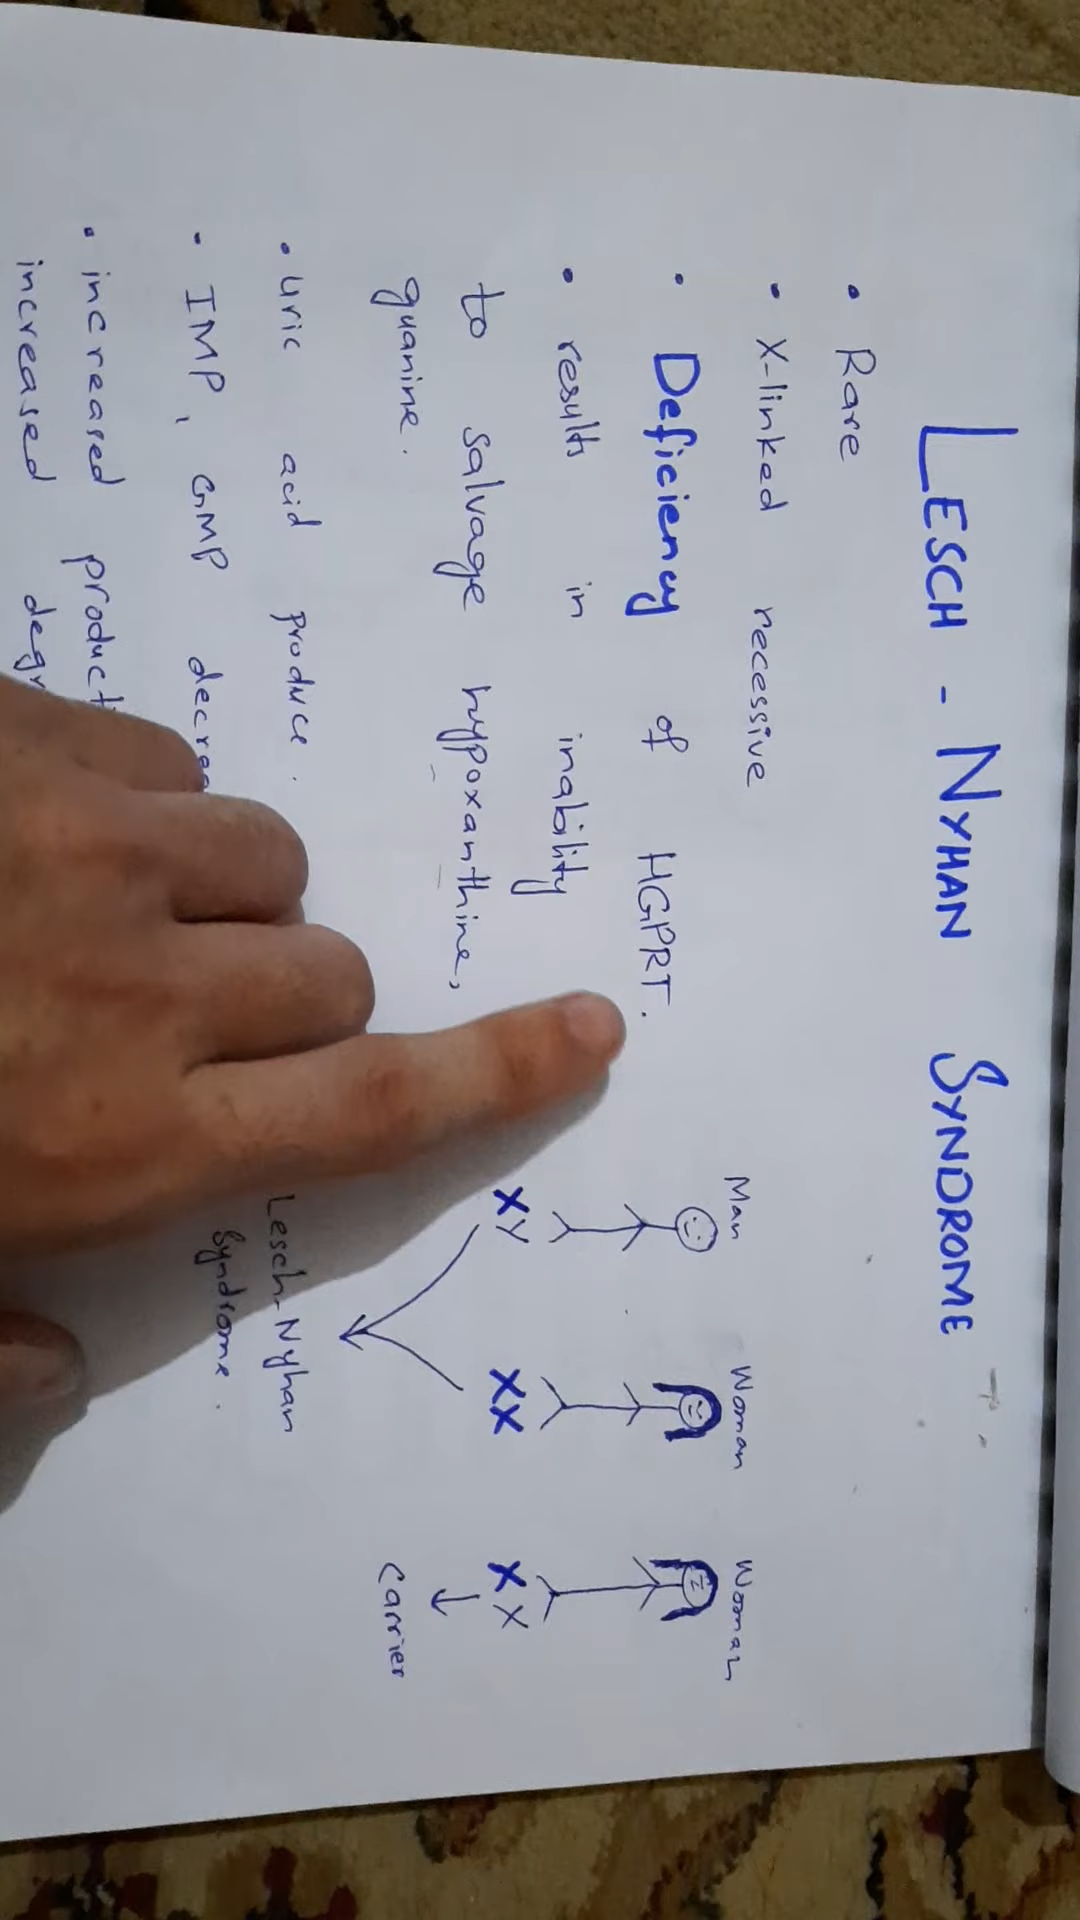 LESCH - NYHAN SYNDROME
• Rare
• X-linked recessive
• Deficiency of HGPRT.
• results in inability
to salvage hypoxanthine,
guanine.
• uric acid produce.
• IMP, GMP
• increased
increased
Man
Woman
Woman
XY
XX
XX
↓
Carrier
Lesch-Nyhan
Syndrome.